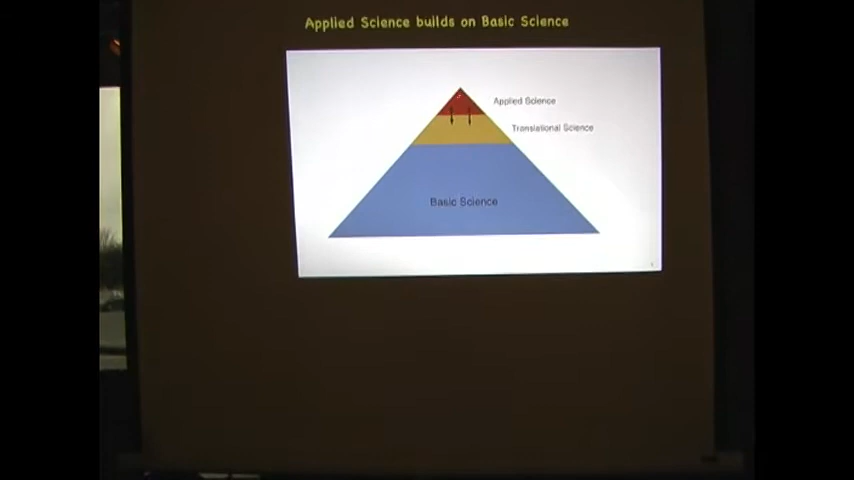 Applied Science builds on Basic Science
Applied Science
Translational Science
Basic Science